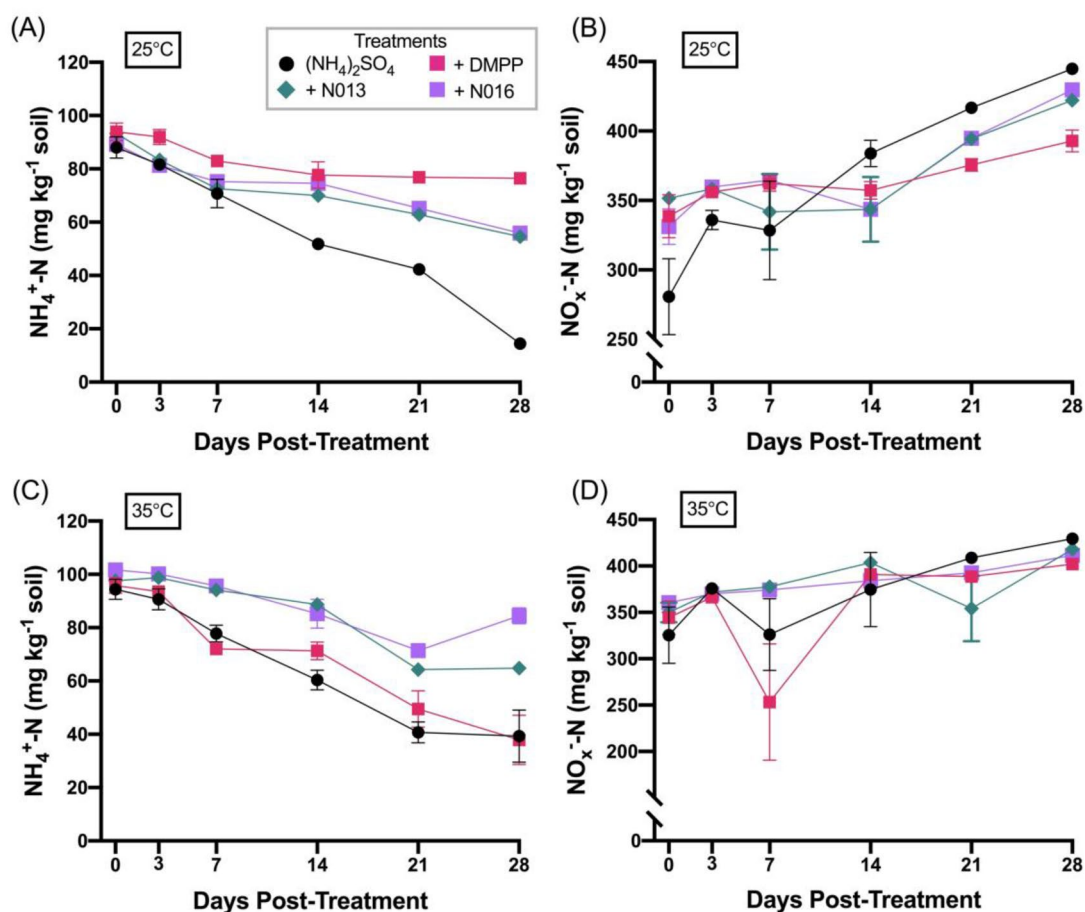 (A)
25°C
Treatments
(NH₄)₂SO₄
+ DMPP
+ N013
+ N016
NH₄⁺-N (mg kg⁻¹ soil)
120
100
80
60
40
20
0
0 3 7 14 21 28
Days Post-Treatment
(B)
25°C
NOₓ⁻-N (mg kg⁻¹ soil)
450
400
350
300
250
0
0 3 7 14 21 28
Days Post-Treatment
(C)
35°C
NH₄⁺-N (mg kg⁻¹ soil)
120
100
80
60
40
20
0
0 3 7 14 21 28
Days Post-Treatment
(D)
35°C
NOₓ⁻-N (mg kg⁻¹ soil)
450
400
350
300
250
200
0
0 3 7 14 21 28
Days Post-Treatment